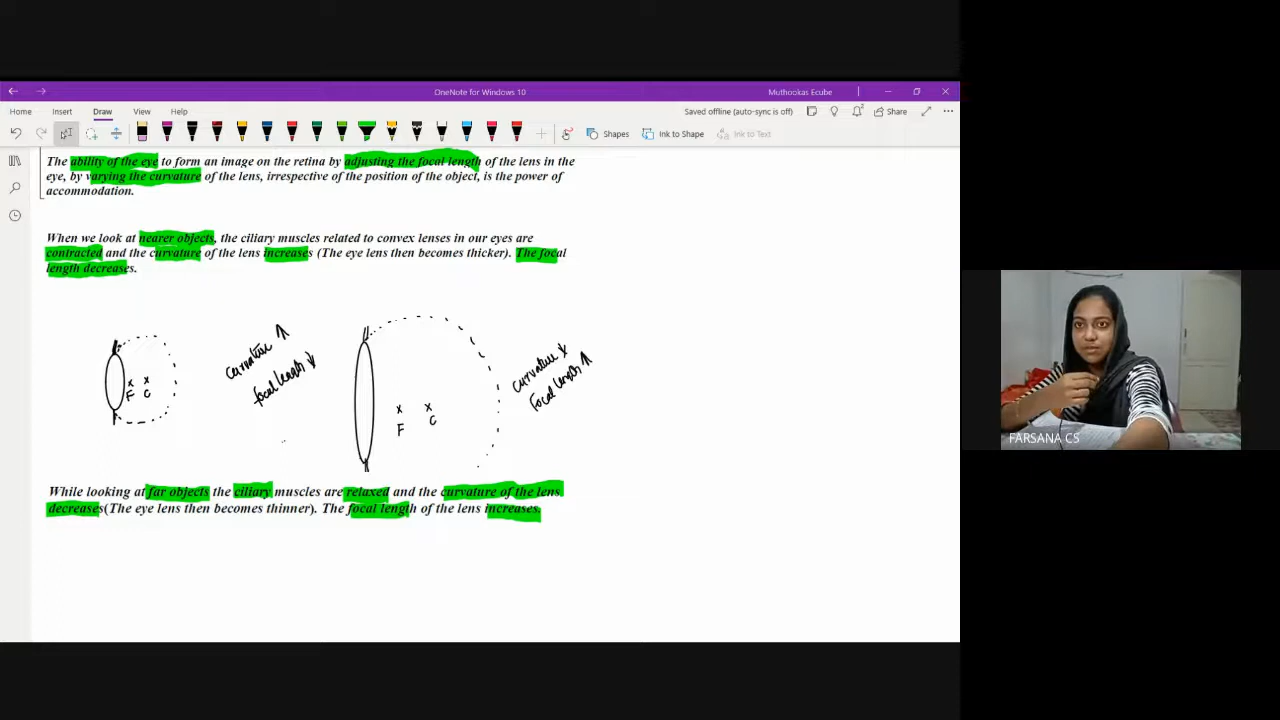 OneNote for Windows 10
Muthookas Ecube
Home Insert Draw View Help
Saved offline (auto-sync is off)
Share
Shapes
Ink to Shape
Ink to Text
The ability of the eye to form an image on the retina by adjusting the focal length of the lens in the
eye, by varying the curvature of the lens, irrespective of the position of the object, is the power of
accommodation.
When we look at nearer objects, the ciliary muscles related to convex lenses in our eyes are
contracted and the curvature of the lens increases (The eye lens then becomes thicker). The focal
length decreases.
F C
curvature ↑
focal length ↓
F C
curvature ↓
Focal length ↑
While looking at far objects the ciliary muscles are relaxed and the curvature of the lens
decreases(The eye lens then becomes thinner). The focal length of the lens increases.
FARSANA CS